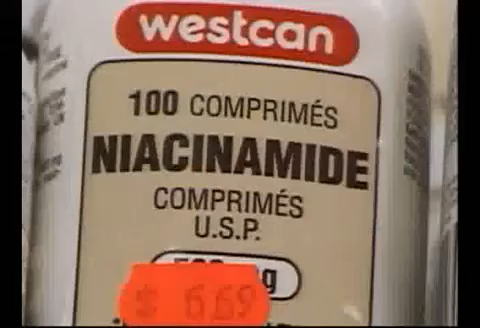 westcan
100 COMPRIMÉS
NIACINAMIDE
COMPRIMÉS
U.S.P.
$ 6.69